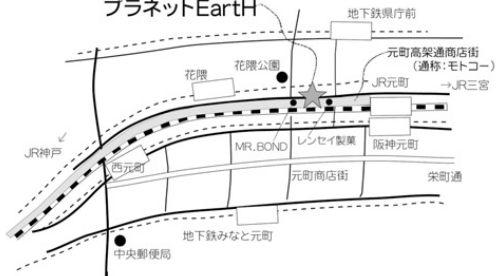 プラネットEartH
地下鉄県庁前
元町高架通商店街
（通称：モトコー）
花隈公園
花隈
JR元町
→JR三宮
JR神戸
西元町
MR.BOND
レンセイ製菓
阪神元町
元町商店街
栄町通
地下鉄みなと元町
中央郵便局